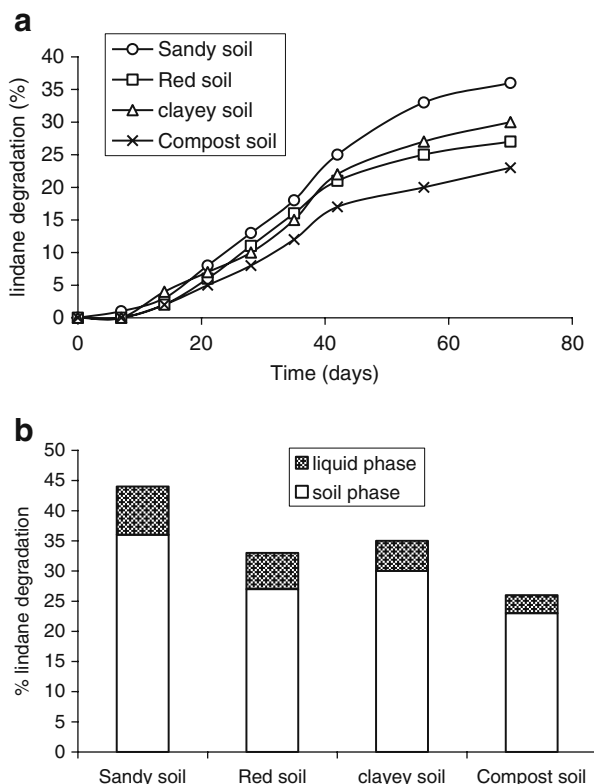 a
Sandy soil
Red soil
clayey soil
Compost soil
lindane degradation (%)
40
35
30
25
20
15
10
5
0
0 20 40 60 80
Time (days)
b
liquid phase
soil phase
% lindane degradation
50
45
40
35
30
25
20
15
10
5
0
Sandy soil Red soil clayey soil Compost soil